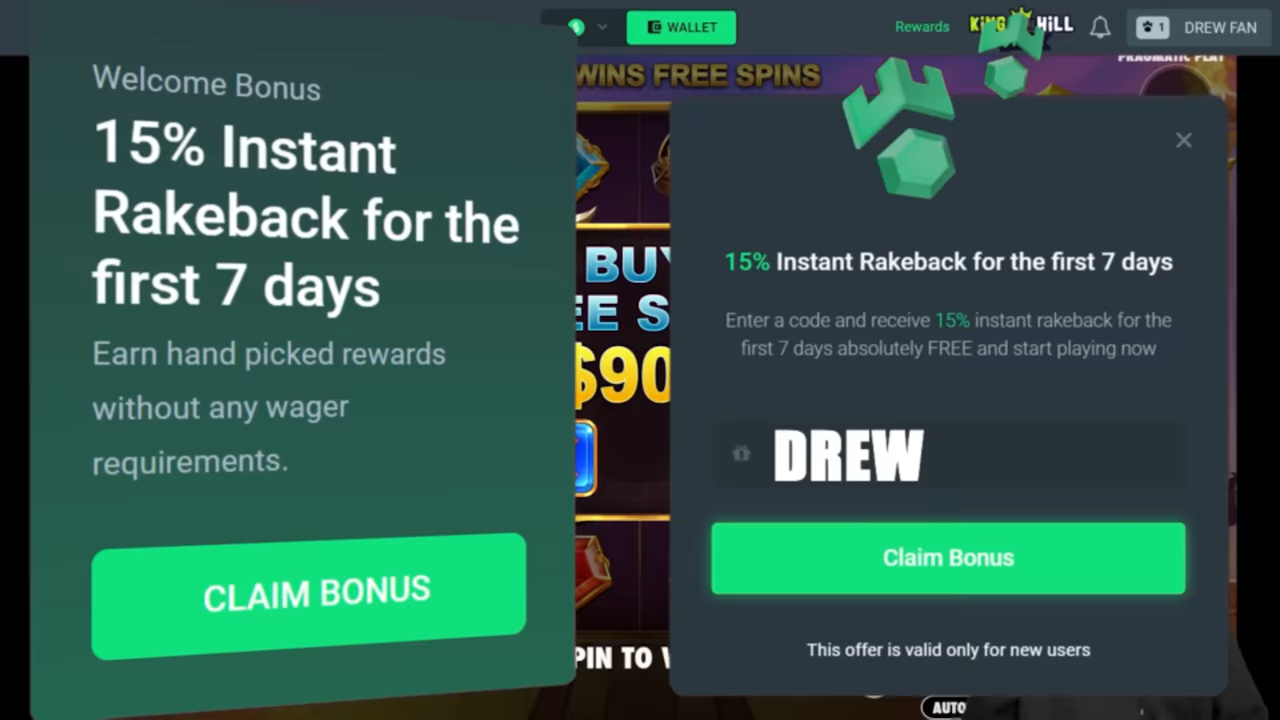 WALLET
Rewards
KING HILL
1
DREW FAN
PRAGMATIC PLAY
WINS FREE SPINS
Welcome Bonus
15% Instant
Rakeback for the
first 7 days
Earn hand picked rewards
without any wager
requirements.
CLAIM BONUS
BUY
$90
15% Instant Rakeback for the first 7 days
Enter a code and receive 15% instant rakeback for the
first 7 days absolutely FREE and start playing now
DREW
Claim Bonus
This offer is valid only for new users
PIN TO
AUTO